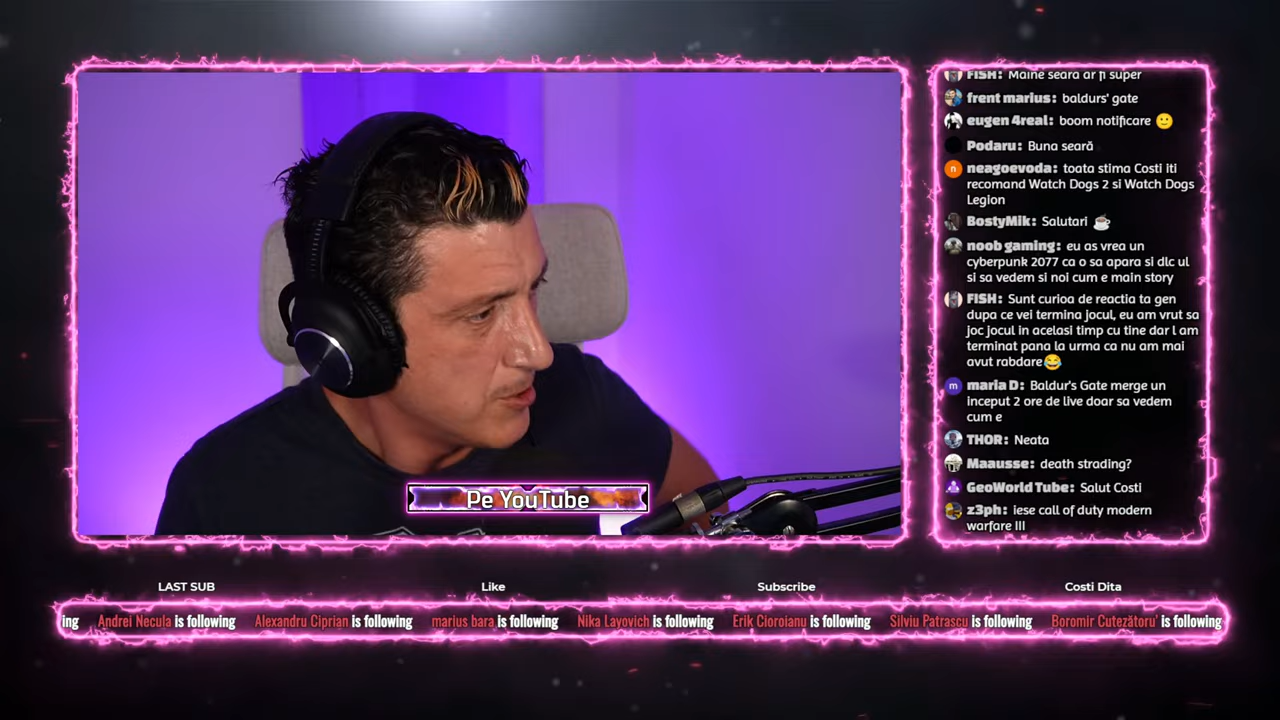 FISH: Maine seara ar fi super
frent marius: baldurs' gate
eugen 4real: boom notificare 🙂
Podaru: Buna seară
n neagoevoda: toata stima Costi iti
recomand Watch Dogs 2 si Watch Dogs
Legion
BostyMik: Salutari ☕
noob gaming: eu as vrea un
cyberpunk 2077 ca o sa apara si dlc ul
si sa vedem si noi cum e main story
FISH: Sunt curioa de reactia ta gen
dupa ce vei termina jocul, eu am vrut sa
joc jocul in acelasi timp cu tine dar l am
terminat pana la urma ca nu am mai
avut rabdare😂
m maria D: Baldur's Gate merge un
inceput 2 ore de live doar sa vedem
cum e
THOR: Neata
Maausse: death strading?
GeoWorld Tube: Salut Costi
z3ph: iese call of duty modern
warfare III
Pe YouTube
LAST SUB Like Subscribe Costi Dita
ing Andrei Necula is following Alexandru Ciprian is following marius bara is following Nika Layovich is following Erik Cioroianu is following Silviu Patrascu is following Boromir Cutezătoru' is following